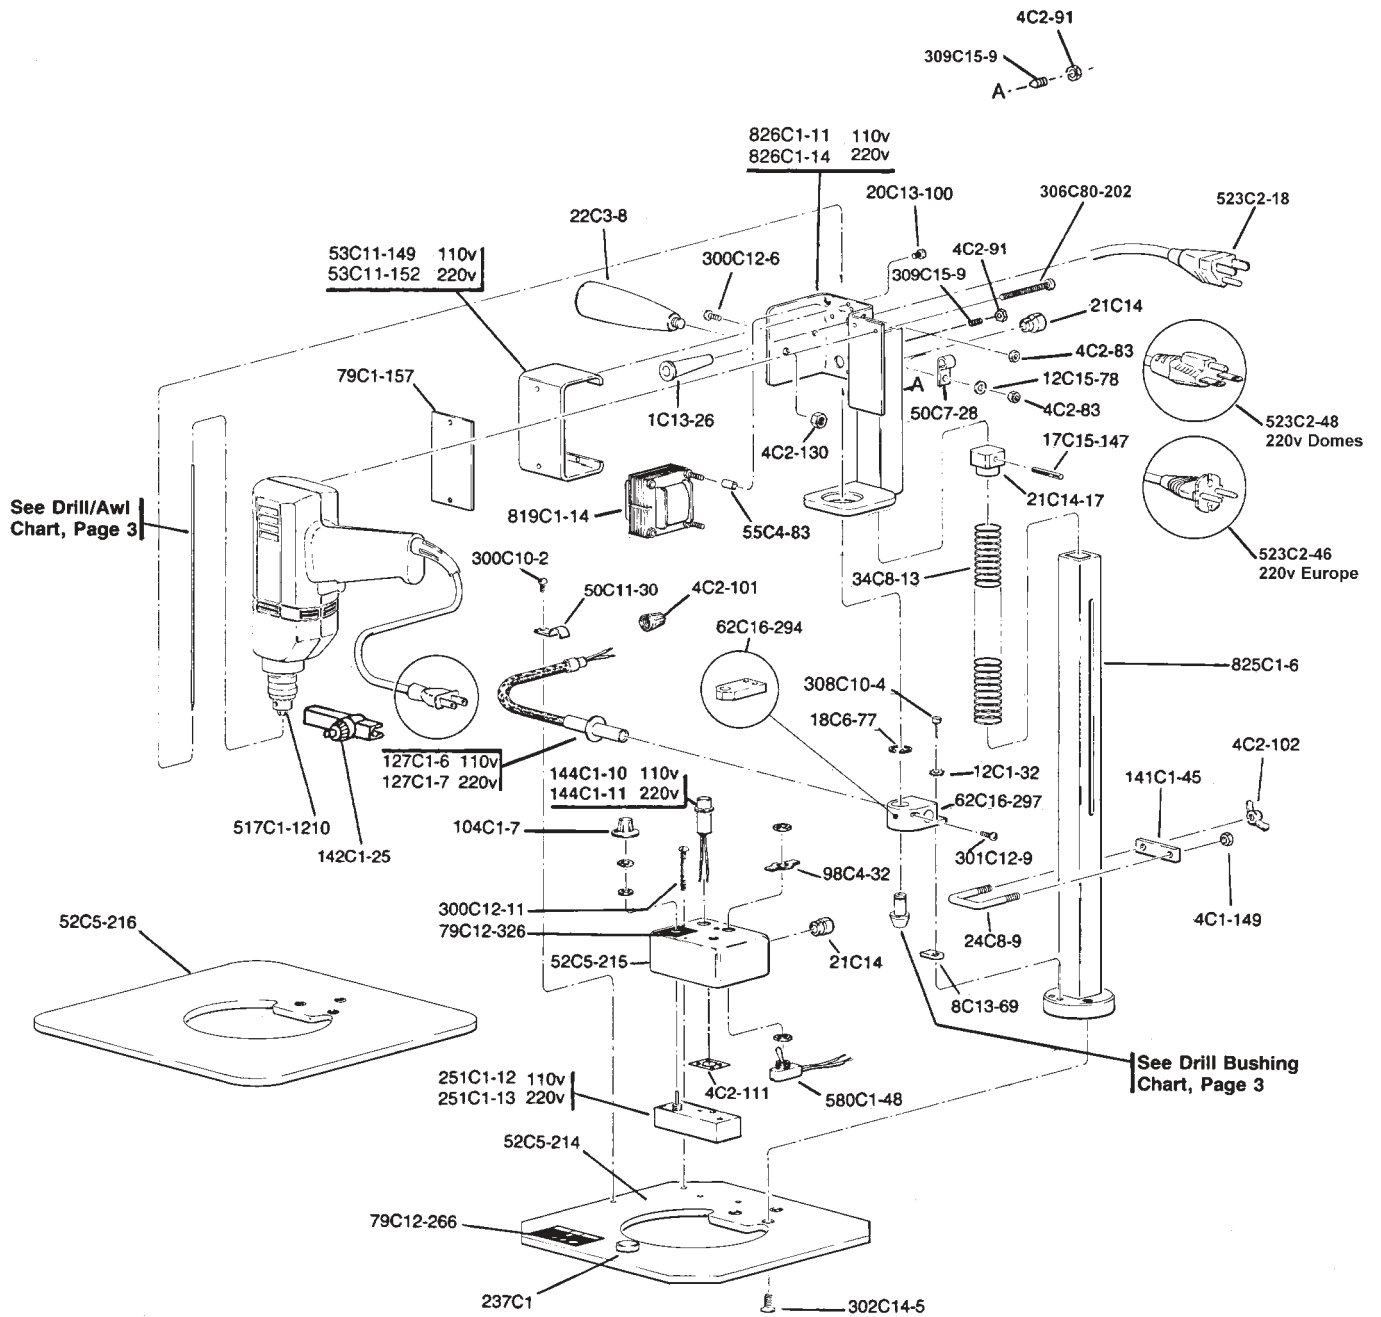 4C2-91
309C15-9
A
826C1-11 110v
826C1-14 220v
20C13-100
306C80-202
523C2-18
22C3-8
4C2-91
53C11-149 110v
53C11-152 220v
300C12-6
309C15-9
21C14
4C2-83
79C1-157
12C15-78
A
1C13-26
50C7-28
4C2-83
523C2-48
220v Domes
4C2-130
17C15-147
21C14-17
See Drill/Awl
Chart, Page 3
819C1-14
55C4-83
523C2-46
220v Europe
300C10-2
34C8-13
50C11-30
4C2-101
62C16-294
825C1-6
308C10-4
18C6-77
4C2-102
127C1-6 110v
127C1-7 220v
144C1-10 110v
144C1-11 220v
12C1-32
141C1-45
62C16-297
517C1-1210
104C1-7
142C1-25
301C12-9
98C4-32
300C12-11
4C1-149
52C5-216
79C12-326
24C8-9
52C5-215
21C14
8C13-69
See Drill Bushing
Chart, Page 3
251C1-12 110v
251C1-13 220v
4C2-111
580C1-48
52C5-214
79C12-266
237C1
302C14-5